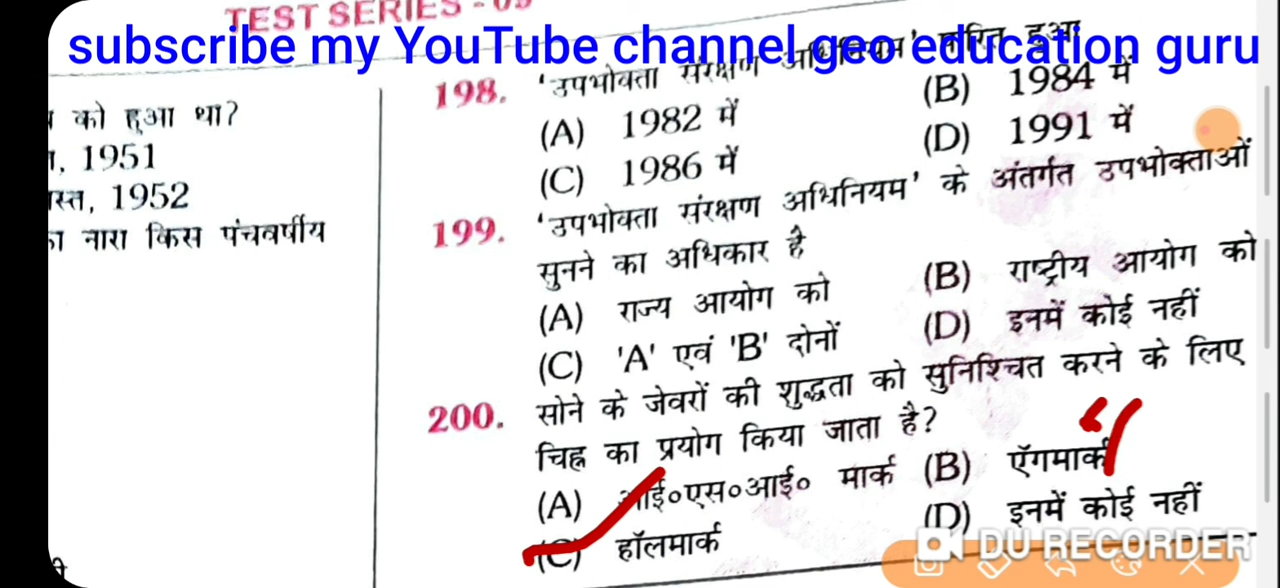 TEST SERIES - 09
subscribe my YouTube channel geo education guru
को हुआ था?
, 1951
स्त, 1952
नारा किस पंचवर्षीय
198. 'उपभोक्ता संरक्षण अधिनियम' पारित हुआ
(A) 1982 में (B) 1984 में
(C) 1986 में (D) 1991 में
199. 'उपभोक्ता संरक्षण अधिनियम' के अंतर्गत उपभोक्ताओं
सुनने का अधिकार है
(A) राज्य आयोग को (B) राष्ट्रीय आयोग को
(C) 'A' एवं 'B' दोनों (D) इनमें कोई नहीं
200. सोने के जेवरों की शुद्धता को सुनिश्चित करने के लिए
चिह्न का प्रयोग किया जाता है?
(A) आई०एस०आई० मार्क (B) ऍगमार्क
(C) हॉलमार्क (D) इनमें कोई नहीं
DU RECORDER